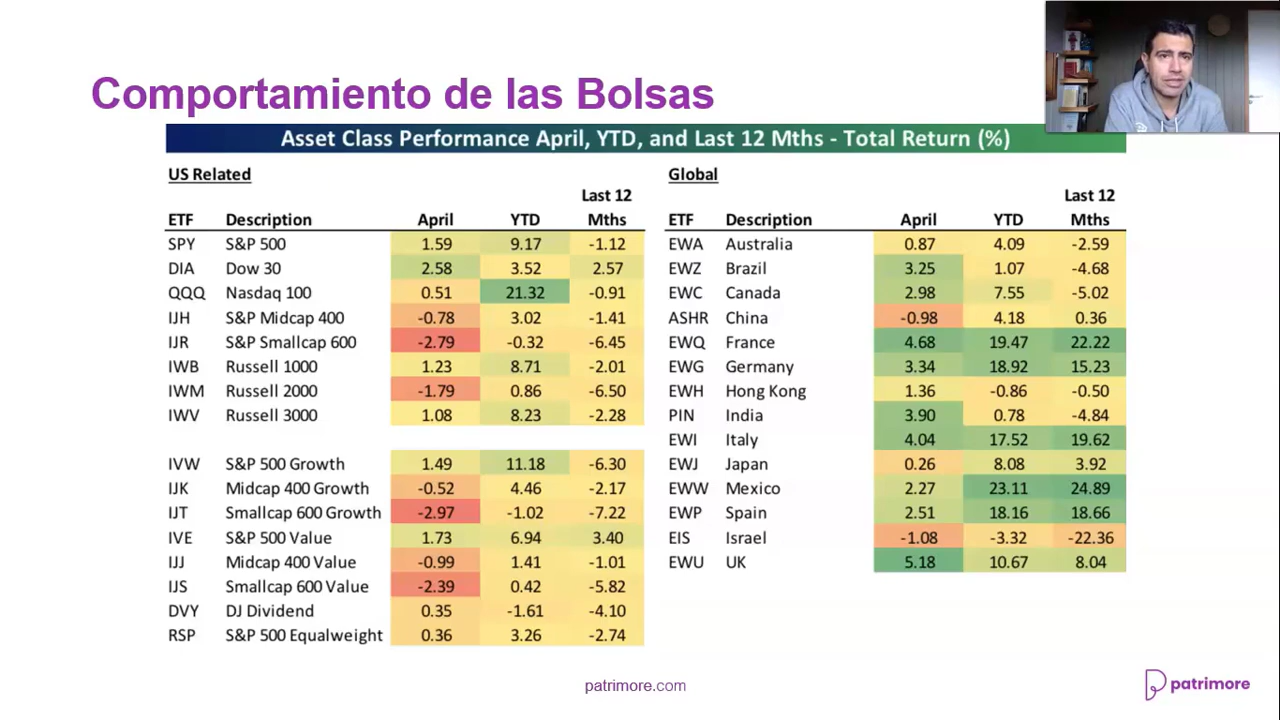 Comportamiento de las Bolsas
Asset Class Performance April, YTD, and Last 12 Mths - Total Return (%)
US Related
Last 12
ETF Description April YTD Mths
SPY S&P 500 1.59 9.17 -1.12
DIA Dow 30 2.58 3.52 2.57
QQQ Nasdaq 100 0.51 21.32 -0.91
IJH S&P Midcap 400 -0.78 3.02 -1.41
IJR S&P Smallcap 600 -2.79 -0.32 -6.45
IWB Russell 1000 1.23 8.71 -2.01
IWM Russell 2000 -1.79 0.86 -6.50
IWV Russell 3000 1.08 8.23 -2.28
IVW S&P 500 Growth 1.49 11.18 -6.30
IJK Midcap 400 Growth -0.52 4.46 -2.17
IJT Smallcap 600 Growth -2.97 -1.02 -7.22
IVE S&P 500 Value 1.73 6.94 3.40
IJJ Midcap 400 Value -0.99 1.41 -1.01
IJS Smallcap 600 Value -2.39 0.42 -5.82
DVY DJ Dividend 0.35 -1.61 -4.10
RSP S&P 500 Equalweight 0.36 3.26 -2.74
Global
Last 12
ETF Description April YTD Mths
EWA Australia 0.87 4.09 -2.59
EWZ Brazil 3.25 1.07 -4.68
EWC Canada 2.98 7.55 -5.02
ASHR China -0.98 4.18 0.36
EWQ France 4.68 19.47 22.22
EWG Germany 3.34 18.92 15.23
EWH Hong Kong 1.36 -0.86 -0.50
PIN India 3.90 0.78 -4.84
EWI Italy 4.04 17.52 19.62
EWJ Japan 0.26 8.08 3.92
EWW Mexico 2.27 23.11 24.89
EWP Spain 2.51 18.16 18.66
EIS Israel -1.08 -3.32 -22.36
EWU UK 5.18 10.67 8.04
patrimore.com
patrimore